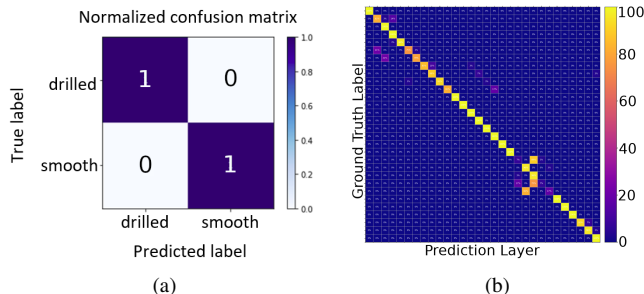 Normalized confusion matrix
True label
drilled
smooth
1 0
0 1
drilled smooth
Predicted label
1.0
0.8
0.6
0.4
0.2
0.0
(a)
Ground Truth Label
Prediction Layer
100
80
60
40
20
0
(b)